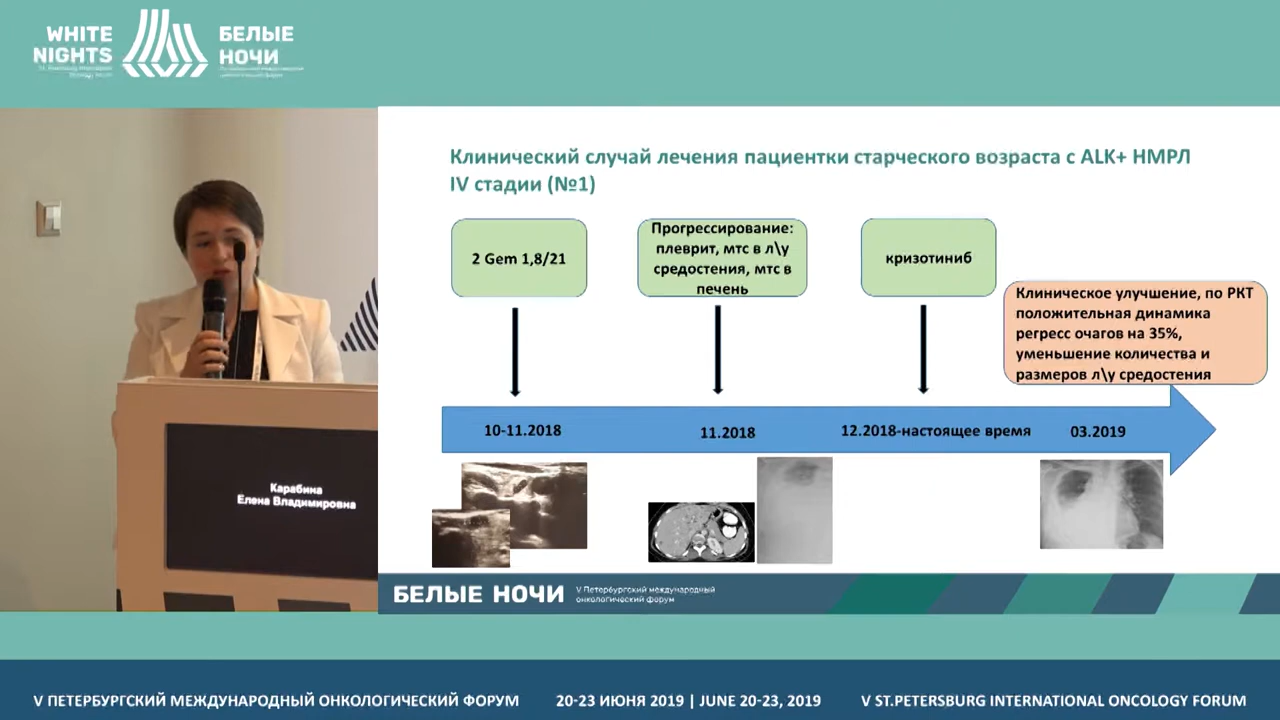 WHITE
NIGHTS
БЕЛЫЕ
НОЧИ
Клинический случай лечения пациентки старческого возраста с ALK+ НМРЛ
IV стадии (№1)
2 Gem 1,8/21
Прогрессирование:
плеврит, мтс в л\у
средостения, мтс в
печень
кризотиниб
Клиническое улучшение, по РКТ
положительная динамика
регресс очагов на 35%,
уменьшение количества и
размеров л\у средостения
10-11.2018
11.2018
12.2018-настоящее время
03.2019
Карабина
Елена Владимировна
БЕЛЫЕ НОЧИ
V Петербургский международный
онкологический форум
V ПЕТЕРБУРГСКИЙ МЕЖДУНАРОДНЫЙ ОНКОЛОГИЧЕСКИЙ ФОРУМ
20-23 ИЮНЯ 2019 | JUNE 20-23, 2019
V ST.PETERSBURG INTERNATIONAL ONCOLOGY FORUM